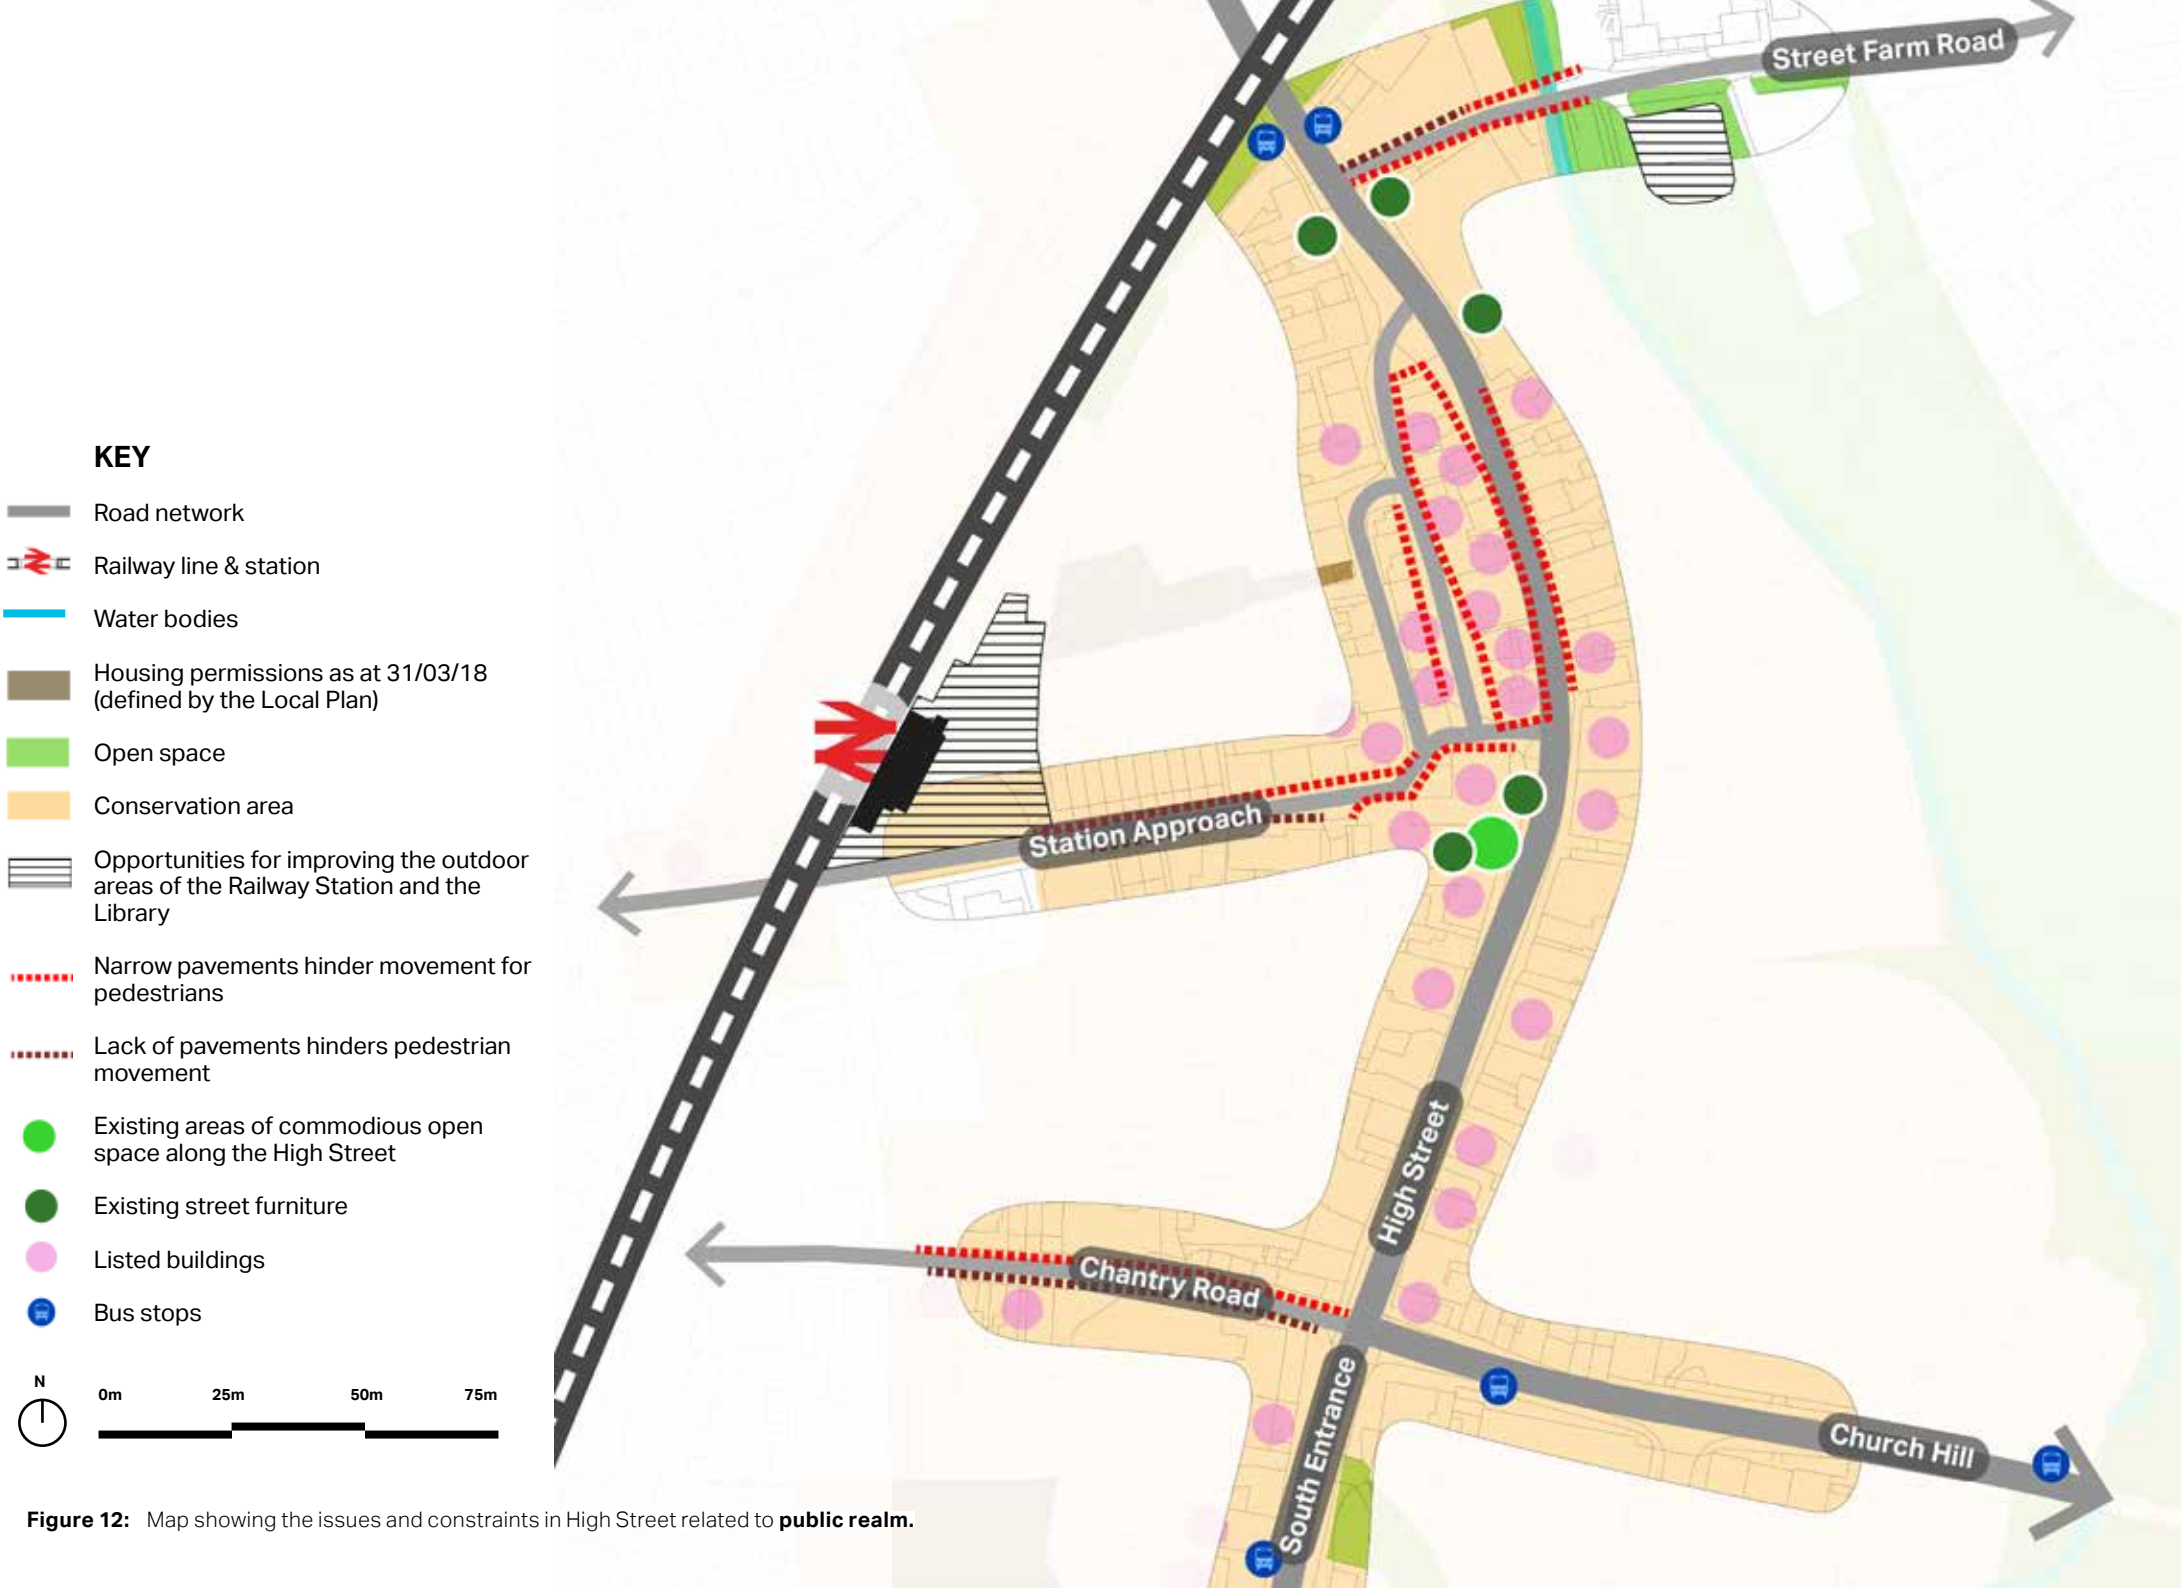 KEY
Road network
Railway line & station
Water bodies
Housing permissions as at 31/03/18
(defined by the Local Plan)
Open space
Conservation area
Opportunities for improving the outdoor
areas of the Railway Station and the
Library
Narrow pavements hinder movement for
pedestrians
Lack of pavements hinders pedestrian
movement
Existing areas of commodious open
space along the High Street
Existing street furniture
Listed buildings
Bus stops
N
0m 25m 50m 75m
Street Farm Road
Station Approach
High Street
Chantry Road
South Entrance
Church Hill
Figure 12: Map showing the issues and constraints in High Street related to public realm.